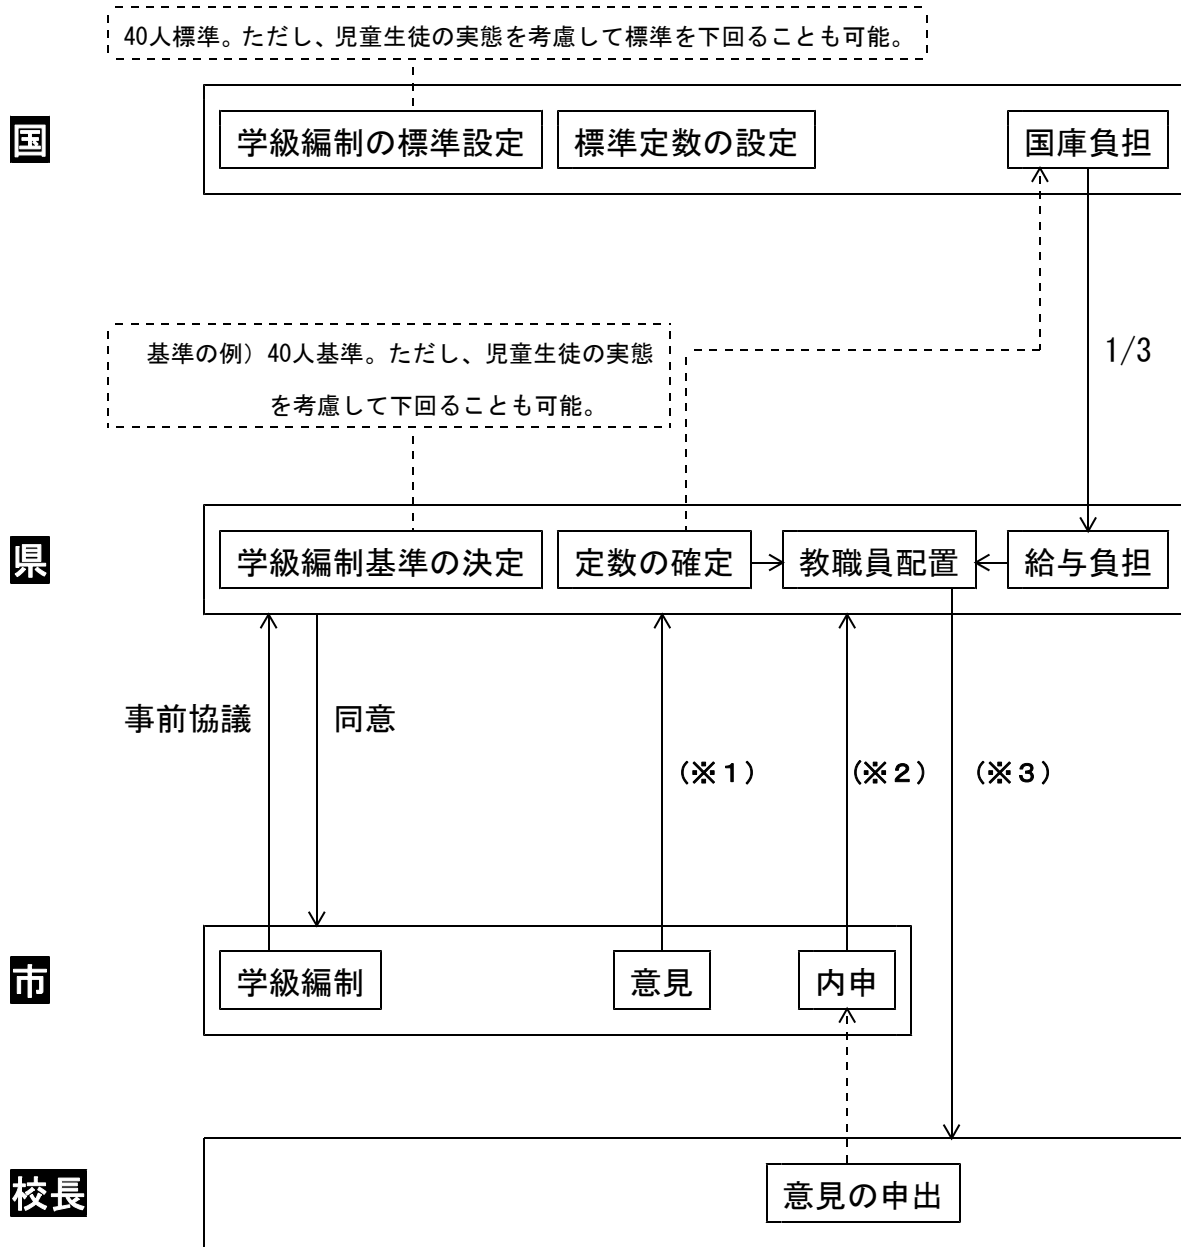 40人標準。ただし、児童生徒の実態を考慮して標準を下回ることも可能。
国
学級編制の標準設定
標準定数の設定
国庫負担
基準の例）40人基準。ただし、児童生徒の実態
を考慮して下回ることも可能。
1/3
県
学級編制基準の決定
定数の確定
教職員配置
給与負担
事前協議
同意
(※１)
(※２)
(※３)
市
学級編制
意見
内申
校長
意見の申出